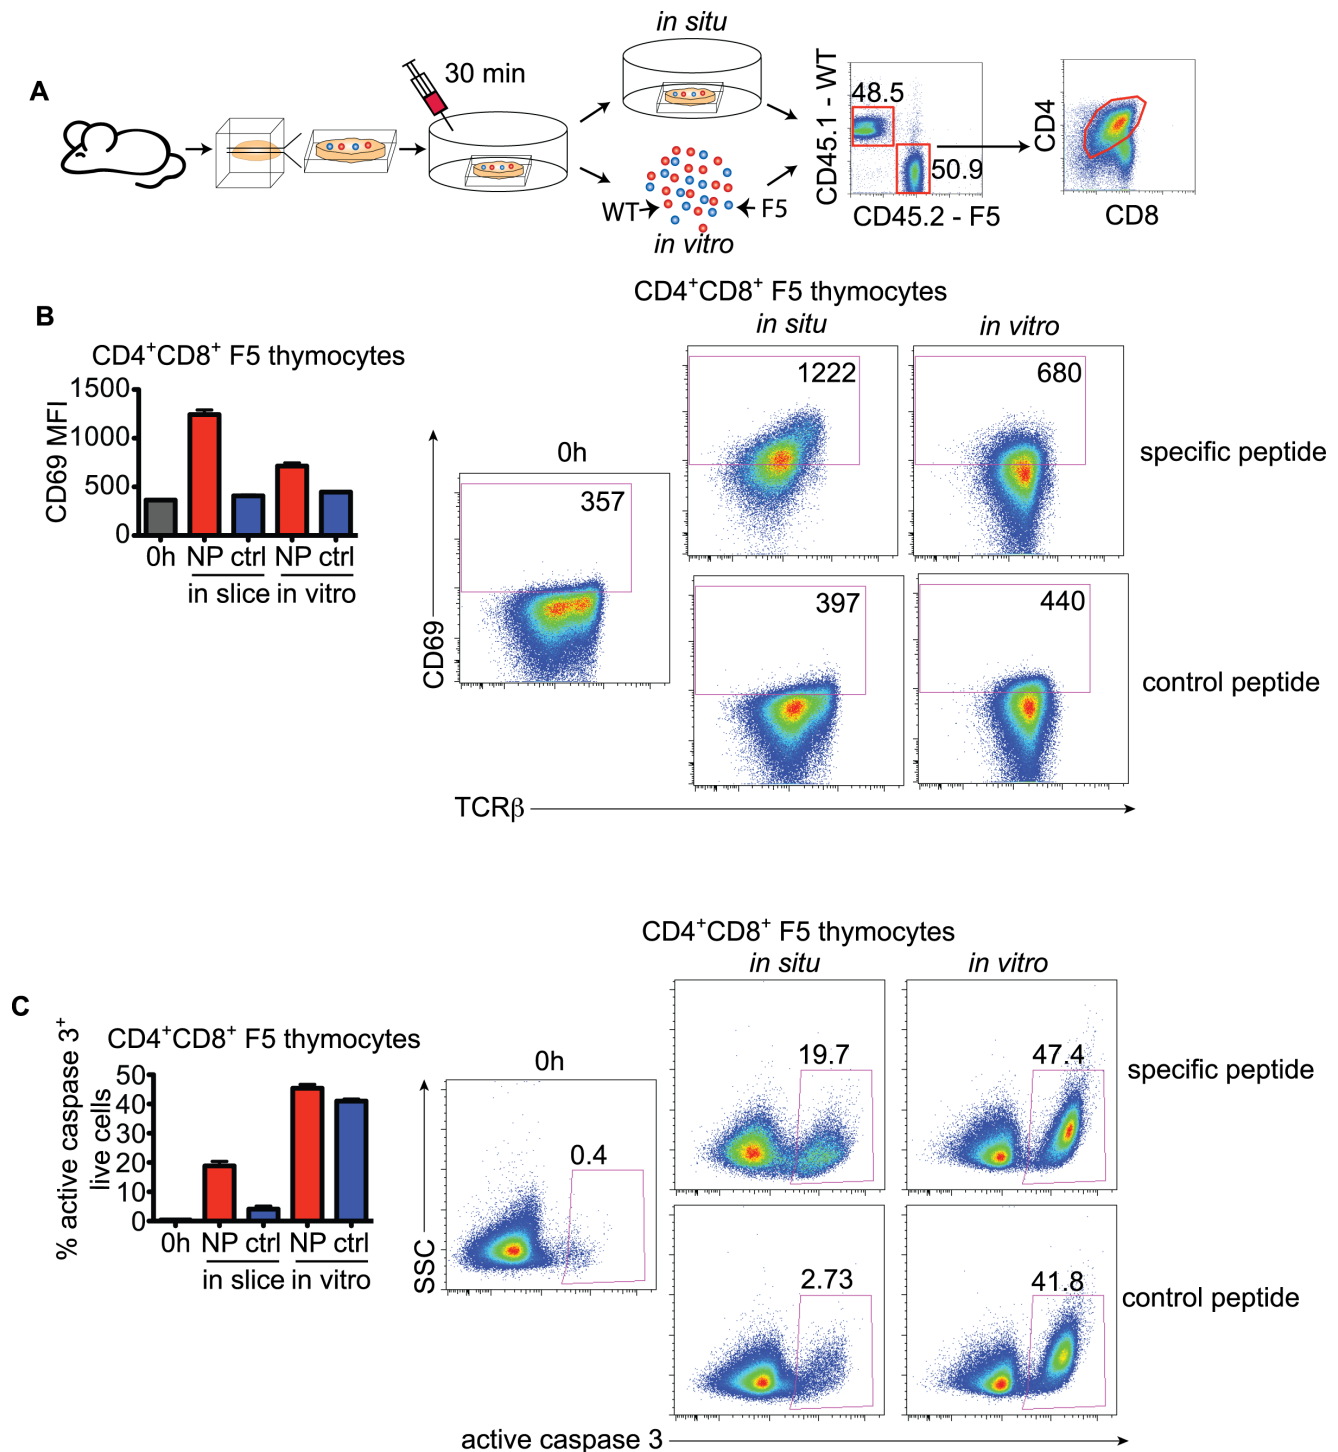 A
30 min
in situ
WT
F5
in vitro
CD45.1 - WT
48.5
50.9
CD45.2 - F5
CD4
CD8
B
CD4+CD8+ F5 thymocytes
CD69 MFI
1500
1000
500
0
0h NP ctrl NP ctrl
in slice in vitro
CD4+CD8+ F5 thymocytes
in situ in vitro
0h
357
1222
680
specific peptide
397
440
control peptide
CD69
TCRβ
C
CD4+CD8+ F5 thymocytes
% active caspase 3+
live cells
50
40
30
20
10
0
0h NP ctrl NP ctrl
in slice in vitro
CD4+CD8+ F5 thymocytes
in situ in vitro
0h
0.4
19.7
47.4
specific peptide
2.73
41.8
control peptide
SSC
active caspase 3